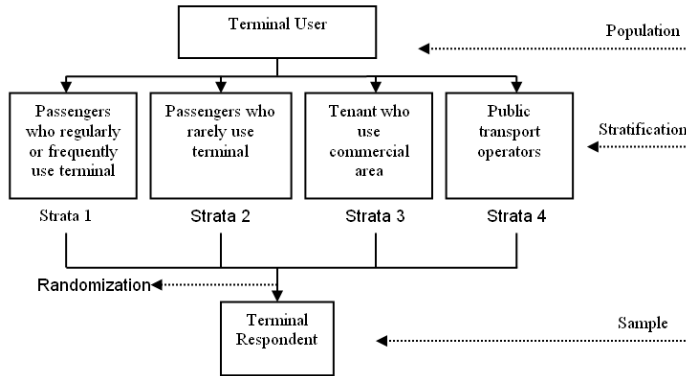 Terminal User
Population
Passengers
who regularly
or frequently
use terminal
Passengers who
rarely use
terminal
Tenant who
use
commercial
area
Public
transport
operators
Stratification
Strata 1
Strata 2
Strata 3
Strata 4
Randomization
Terminal
Respondent
Sample